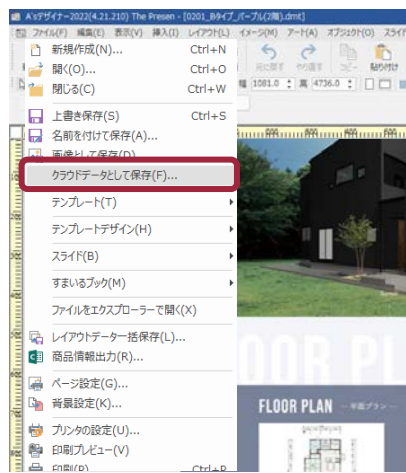 A'sデザイナー2022(4.21.210) The Presen - [0201_Bタイプ_パープル(2階).dmt]
ファイル(F) 編集(E) 表示(V) 挿入(I) レイアウト(L) イメージ(M) アート(A) オブジェクト(O) スライド
新規作成(N)... Ctrl+N
開く(O)... Ctrl+O
閉じる(C) Ctrl+W
元に戻す やり直す コピー 貼り付け
幅 1081.0 高 4736.0
上書き保存(S) Ctrl+S
名前を付けて保存(A)...
画像として保存(D)...
クラウドデータとして保存(F)...
テンプレート(T)
テンプレートデザイン(H)
スライド(B)
すまいるブック(M)
ファイルをエクスプローラーで開く(X)
レイアウトデーター括保存(L)...
商品情報出力(R)...
ページ設定(G)...
背景設定(K)...
プリンタの設定(U)...
印刷プレビュー(V)
印刷(P) Ctrl+P
OOR PL
FLOOR PLAN